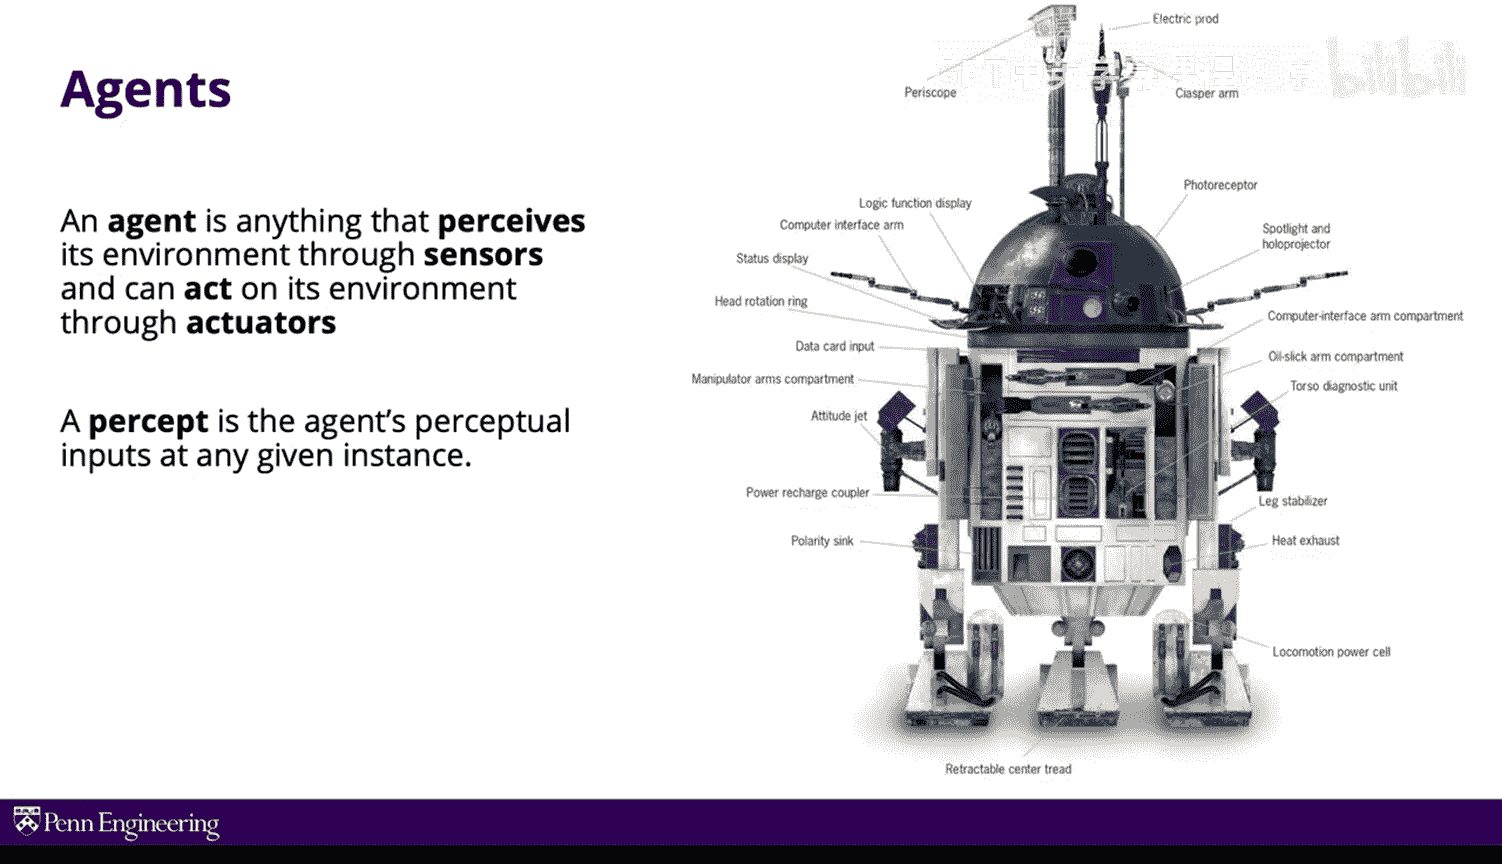 Agents
An agent is anything that perceives
its environment through sensors
and can act on its environment
through actuators
A percept is the agent’s perceptual
inputs at any given instance.
Electric prod
Periscope
Clasper arm
Photoreceptor
Logic function display
Computer interface arm
Spotlight and
holoprojector
Status display
Head rotation ring
Computer-interface arm compartment
Data card input
Oil-slick arm compartment
Manipulator arms compartment
Torso diagnostic unit
Attitude jet
Power recharge coupler
Leg stabilizer
Polarity sink
Heat exhaust
Locomotion power cell
Retractable center tread
bilibili
Penn Engineering